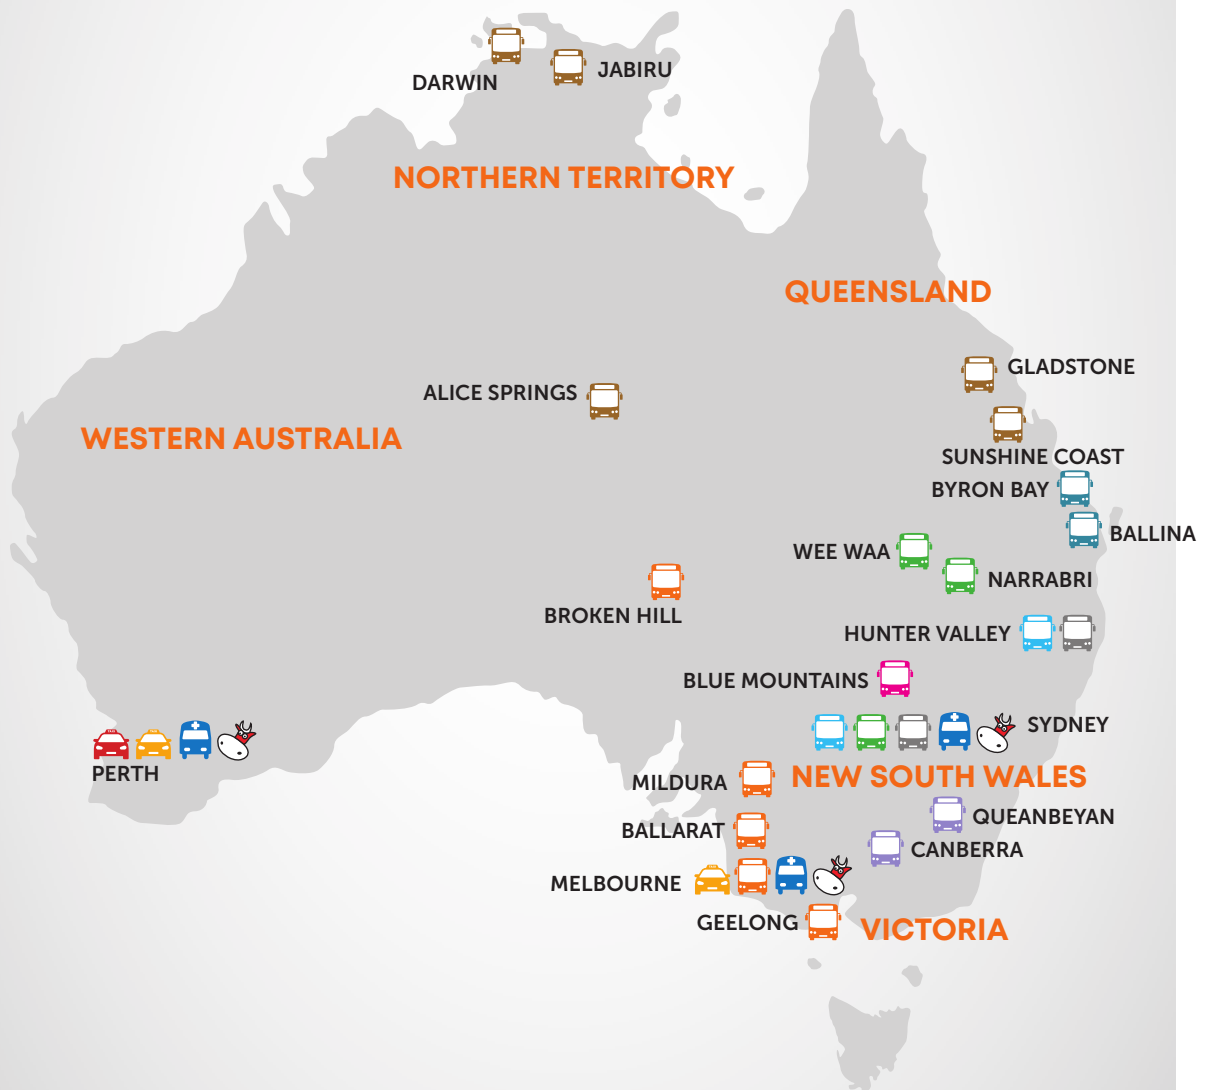 DARWIN
JABIRU
NORTHERN TERRITORY
QUEENSLAND
GLADSTONE
ALICE SPRINGS
WESTERN AUSTRALIA
SUNSHINE COAST
BYRON BAY
BALLINA
WEE WAA
NARRABRI
BROKEN HILL
HUNTER VALLEY
BLUE MOUNTAINS
SYDNEY
PERTH
MILDURA
NEW SOUTH WALES
QUEANBEYAN
BALLARAT
CANBERRA
MELBOURNE
GEELONG
VICTORIA